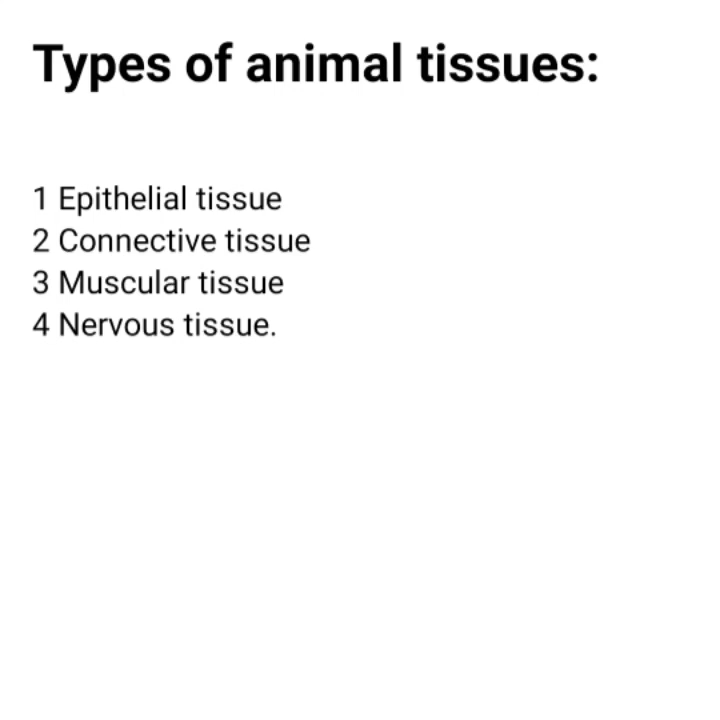 Types of animal tissues:
1 Epithelial tissue
2 Connective tissue
3 Muscular tissue
4 Nervous tissue.